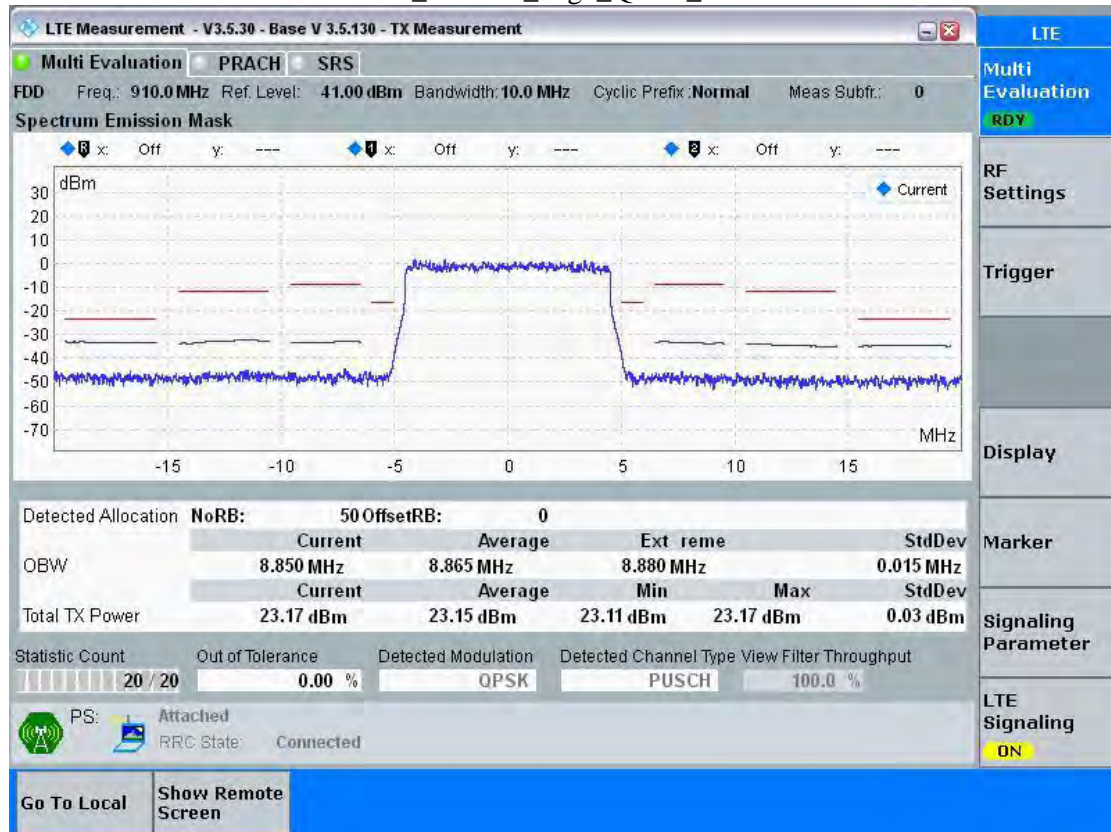 LTE Measurement - V3.5.30 - Base V 3.5.130 - TX Measurement
LTE
Multi Evaluation PRACH SRS
Multi
Evaluation
RDY
FDD Freq.: 910.0 MHz Ref. Level: 41.00 dBm Bandwidth: 10.0 MHz Cyclic Prefix : Normal Meas Subfr.: 0
Spectrum Emission Mask
R x: Off y: --- 1 x: Off y: --- 2 x: Off y: ---
dBm
Current
30
20
10
0
-10
-20
-30
-40
-50
-60
-70
MHz
-15 -10 -5 0 5 10 15
RF
Settings
Trigger
Display
Marker
Signaling
Parameter
LTE
Signaling
ON
Detected Allocation NoRB: 50 OffsetRB: 0
Current Average Ext reme StdDev
OBW 8.850 MHz 8.865 MHz 8.880 MHz 0.015 MHz
Current Average Min Max StdDev
Total TX Power 23.17 dBm 23.15 dBm 23.11 dBm 23.17 dBm 0.03 dBm
Statistic Count Out of Tolerance Detected Modulation Detected Channel Type View Filter Throughput
20 / 20 0.00 % QPSK PUSCH 100.0 %
PS: Attached
RRC State: Connected
Go To Local
Show Remote
Screen